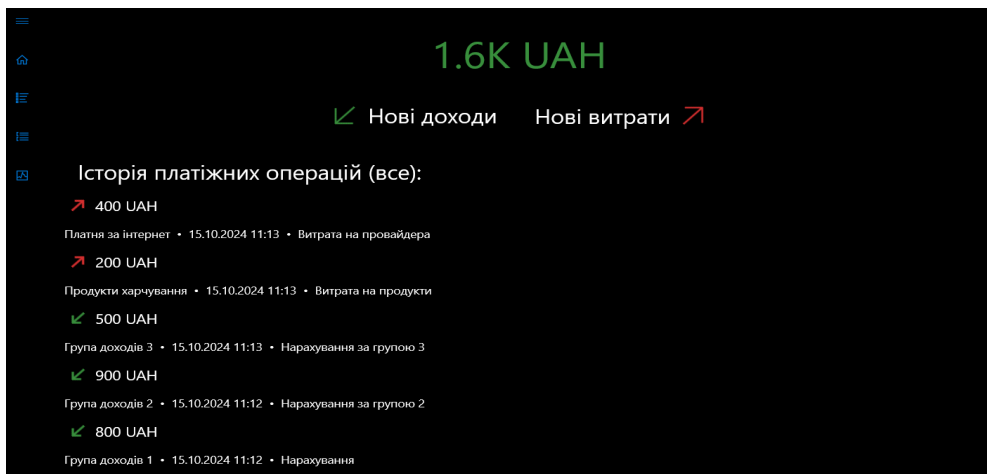 1.6K UAH
Нові доходи Нові витрати
Історія платіжних операцій (все):
400 UAH
Платня за інтернет • 15.10.2024 11:13 • Витрата на провайдера
200 UAH
Продукти харчування • 15.10.2024 11:13 • Витрата на продукти
500 UAH
Група доходів 3 • 15.10.2024 11:13 • Нарахування за групою 3
900 UAH
Група доходів 2 • 15.10.2024 11:12 • Нарахування за групою 2
800 UAH
Група доходів 1 • 15.10.2024 11:12 • Нарахування